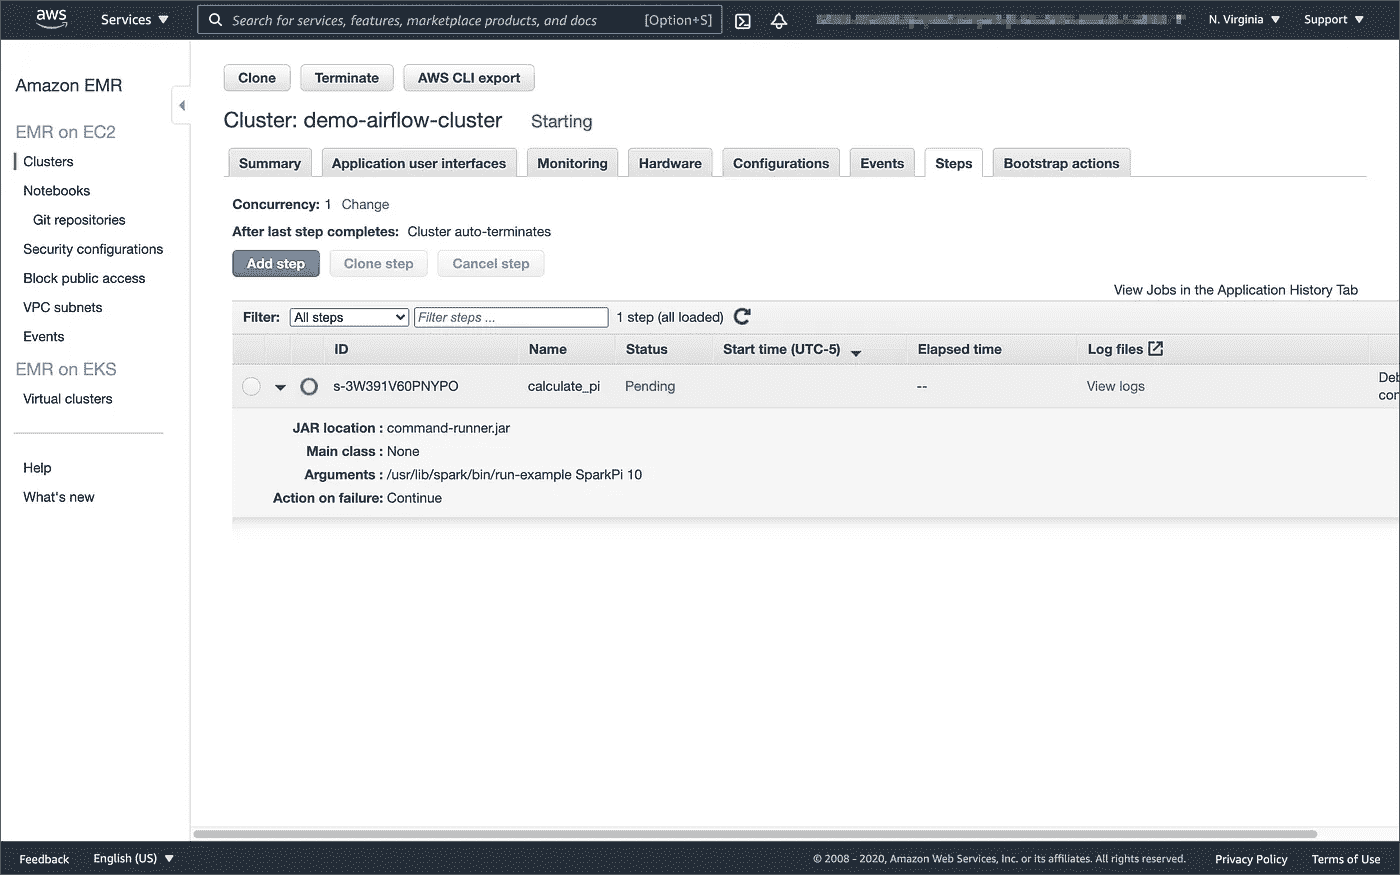 aws Services Search for services, features, marketplace products, and docs [Option+S] N. Virginia Support
Amazon EMR
EMR on EC2
Clusters
Notebooks
Git repositories
Security configurations
Block public access
VPC subnets
Events
EMR on EKS
Virtual clusters
Help
What's new
Clone Terminate AWS CLI export
Cluster: demo-airflow-cluster Starting
Summary Application user interfaces Monitoring Hardware Configurations Events Steps Bootstrap actions
Concurrency: 1 Change
After last step completes: Cluster auto-terminates
Add step Clone step Cancel step
View Jobs in the Application History Tab
Filter: All steps Filter steps ... 1 step (all loaded)
ID Name Status Start time (UTC-5) Elapsed time Log files
s-3W391V60PNYPO calculate_pi Pending -- View logs Deb
con
JAR location : command-runner.jar
Main class : None
Arguments : /usr/lib/spark/bin/run-example SparkPi 10
Action on failure: Continue
Feedback English (US) © 2008 - 2020, Amazon Web Services, Inc. or its affiliates. All rights reserved. Privacy Policy Terms of Use